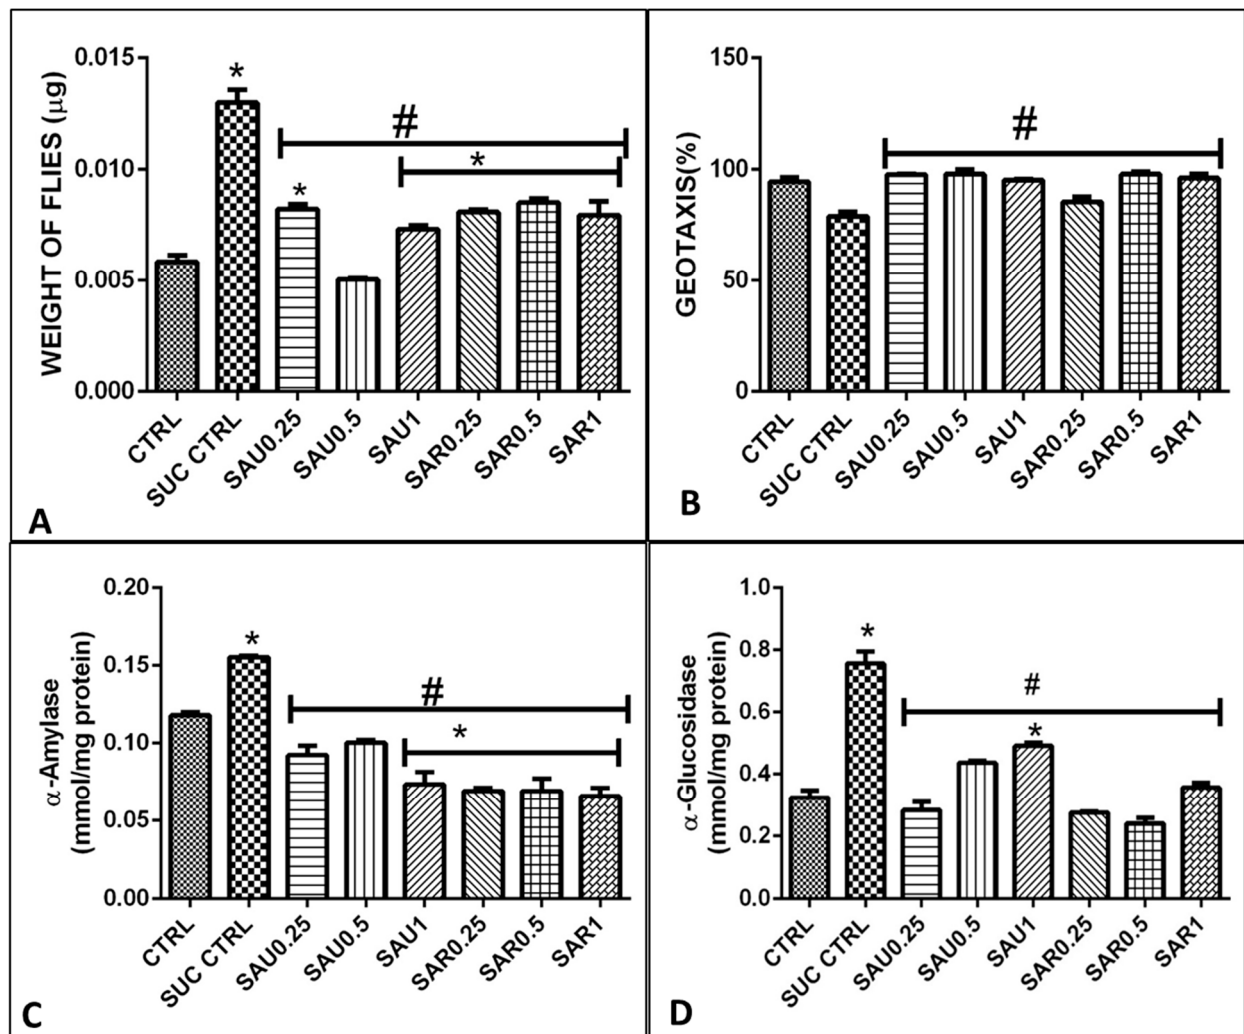 0.015
0.010
0.005
0.000
WEIGHT OF FLIES (μg)
*
#
*
*
CTRL
SUC CTRL
SAU0.25
SAU0.5
SAU1
SAR0.25
SAR0.5
SAR1
A
150
100
50
0
GEOTAXIS(%)
#
CTRL
SUC CTRL
SAU0.25
SAU0.5
SAU1
SAR0.25
SAR0.5
SAR1
B
0.20
0.15
0.10
0.05
0.00
α-Amylase
(mmol/mg protein)
*
#
*
CTRL
SUC CTRL
SAU0.25
SAU0.5
SAU1
SAR0.25
SAR0.5
SAR1
C
1.0
0.8
0.6
0.4
0.2
0.0
α-Glucosidase
(mmol/mg protein)
*
#
*
CTRL
SUC CTRL
SAU0.25
SAU0.5
SAU1
SAR0.25
SAR0.5
SAR1
D